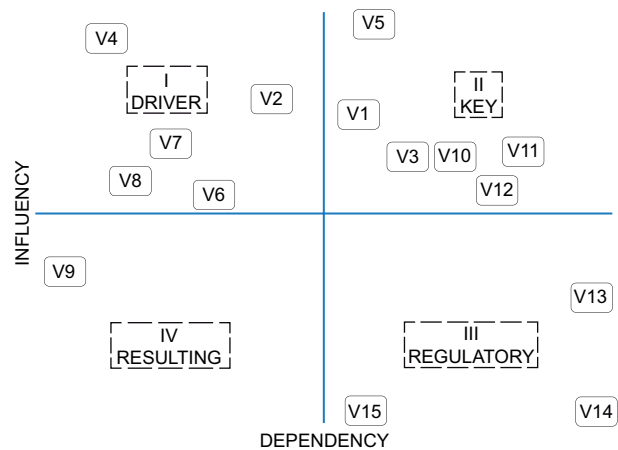 V5
V4
I
DRIVER
II
KEY
V2
V1
V7
V3
V10
V11
V8
V12
V6
INFLUENCY
V9
V13
IV
RESULTING
III
REGULATORY
V15
V14
DEPENDENCY